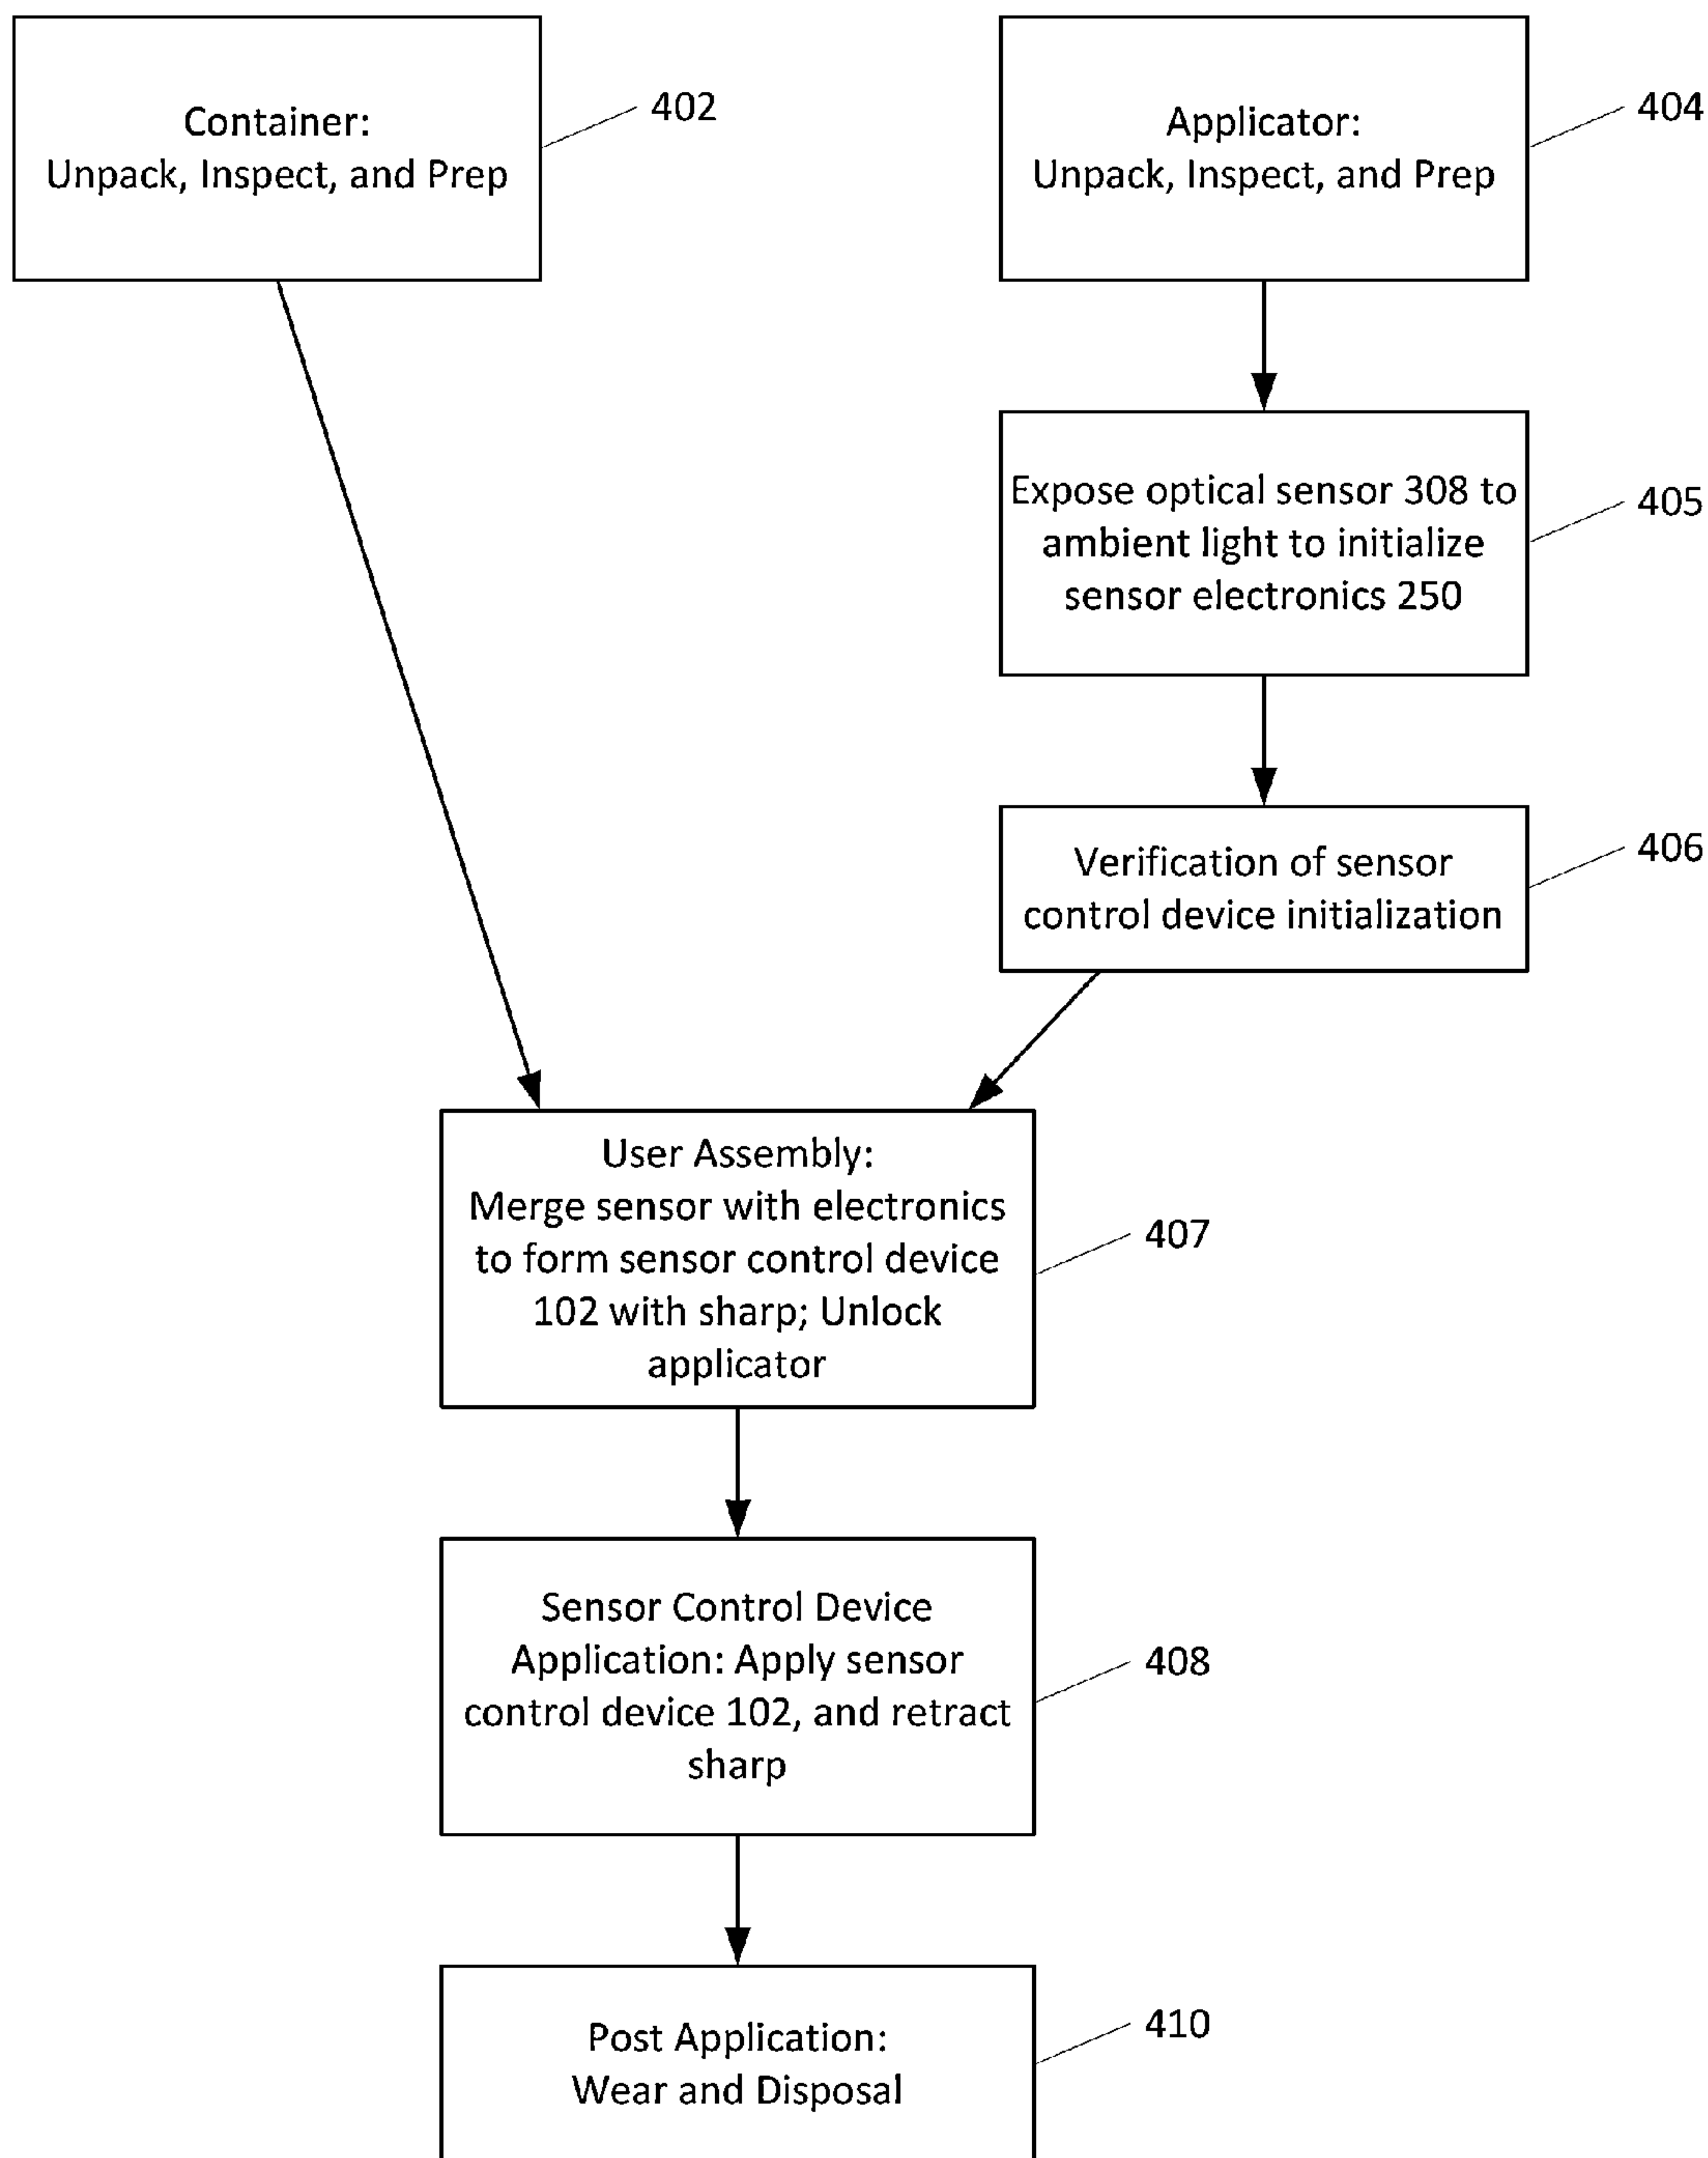 Container:
Unpack, Inspect, and Prep
402
Applicator:
Unpack, Inspect, and Prep
404
Expose optical sensor 308 to
ambient light to initialize
sensor electronics 250
405
Verification of sensor
control device initialization
406
User Assembly:
Merge sensor with electronics
to form sensor control device
102 with sharp; Unlock
applicator
407
Sensor Control Device
Application: Apply sensor
control device 102, and retract
sharp
408
Post Application:
Wear and Disposal
410